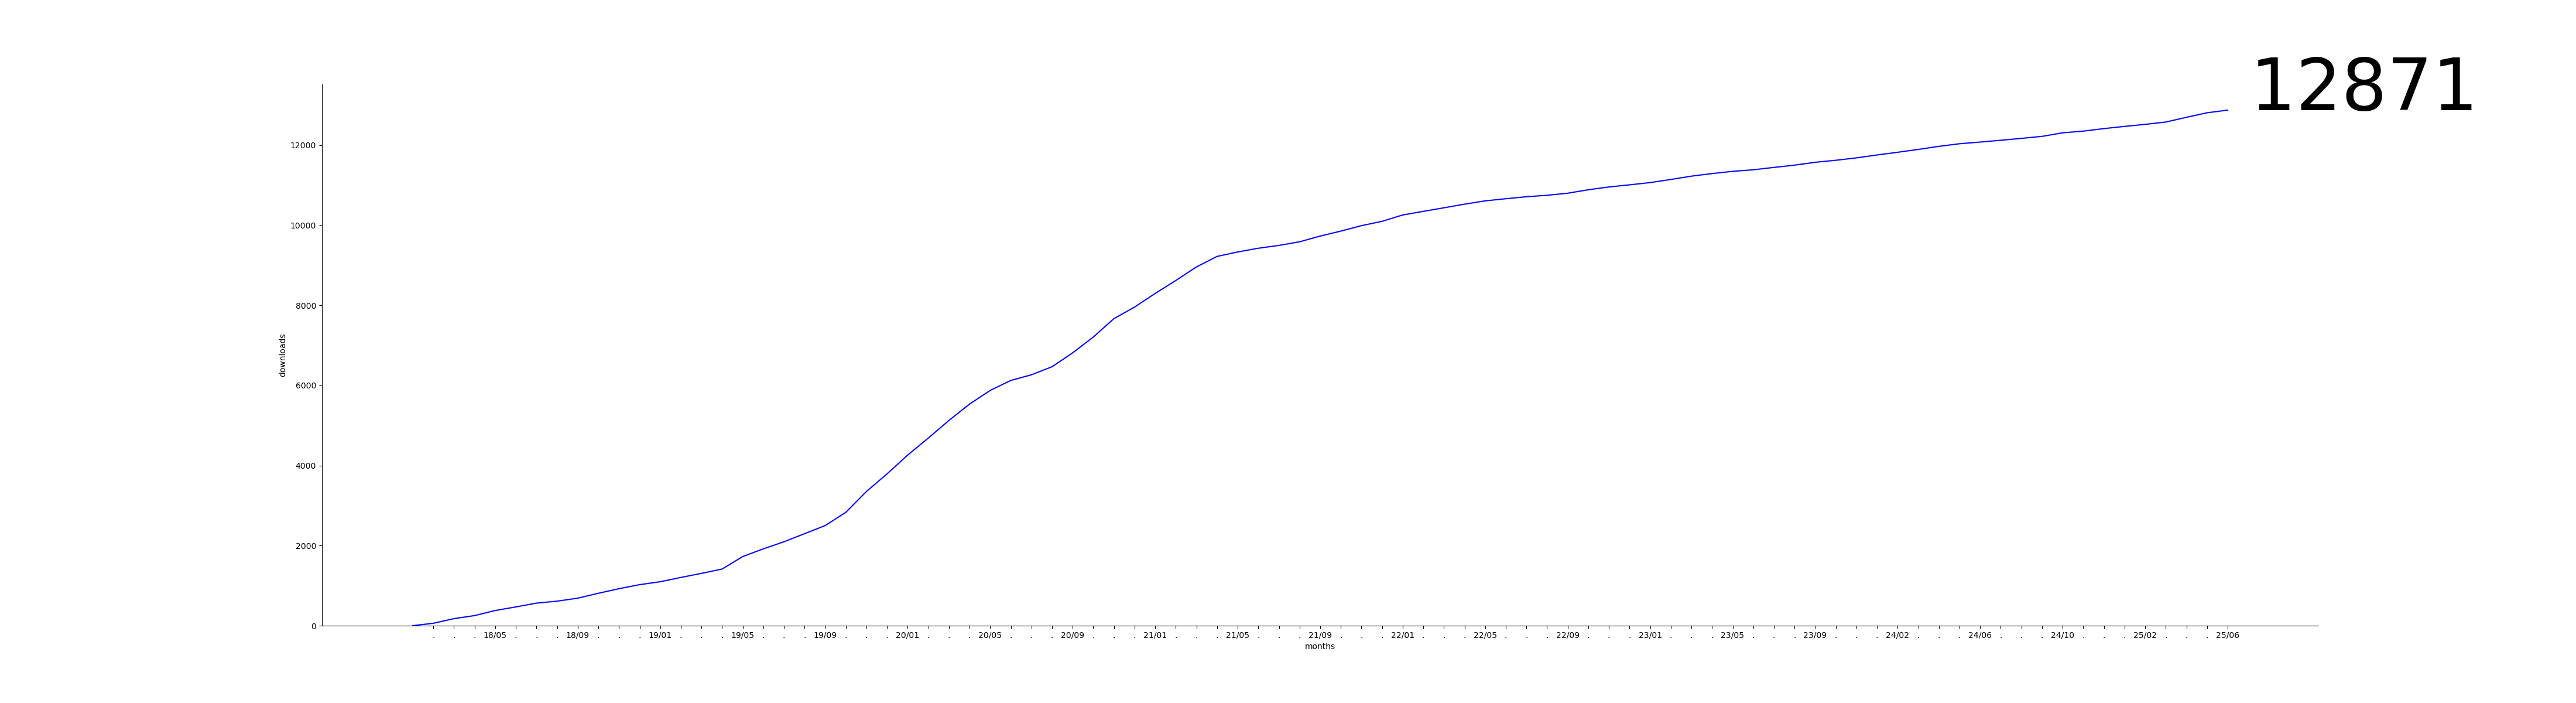 12871
12000
10000
8000
6000
4000
2000
0
downloads
. . . 18/05 . . . 18/09 . . . 19/01 . . . 19/05 . . . 19/09 . . . 20/01 . . . 20/05 . . . 20/09 . . . 21/01 . . . 21/05 . . . 21/09 . . . 22/01 . . . 22/05 . . . 22/09 . . . 23/01 . . . 23/05 . . . 23/09 . . . 24/02 . . . 24/06 . . . 24/10 . . . 25/02 . . . 25/06
months